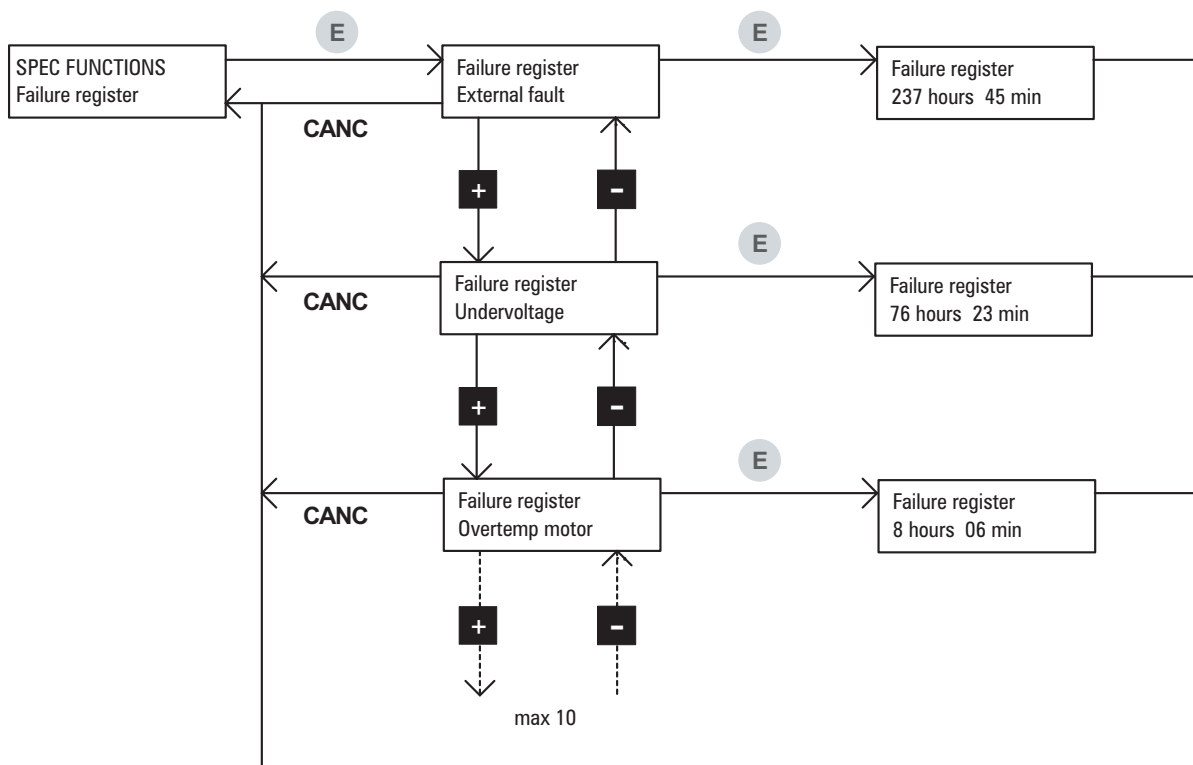 E
E
SPEC FUNCTIONS
Failure register
Failure register
External fault
Failure register
237 hours  45 min
CANC
+
-
E
Failure register
Undervoltage
Failure register
76 hours  23 min
CANC
+
-
E
Failure register
Overtemp motor
Failure register
8 hours  06 min
CANC
+
-
max 10